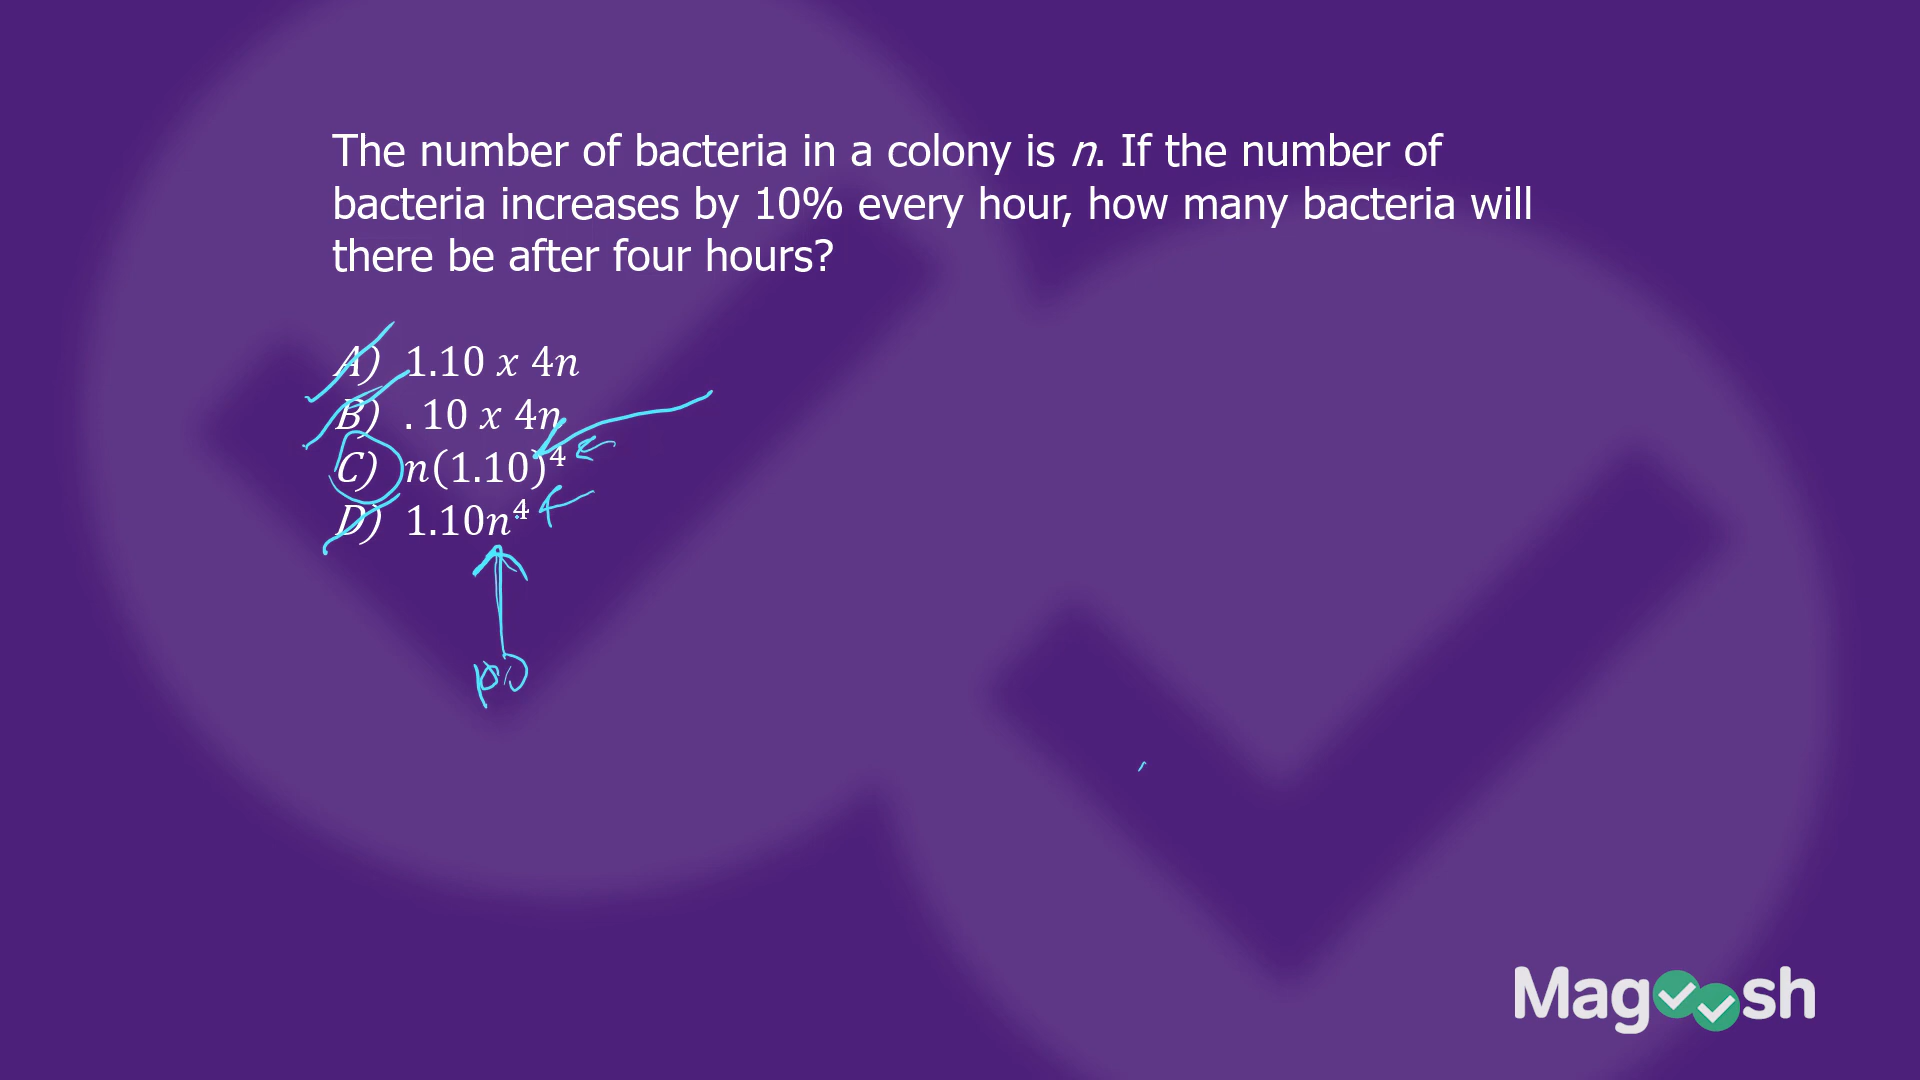 The number of bacteria in a colony is n. If the number of
bacteria increases by 10% every hour, how many bacteria will
there be after four hours?
A) 1.10 x 4n
B) .10 x 4n
C) n(1.10)⁴
D) 1.10n⁴
Magoosh